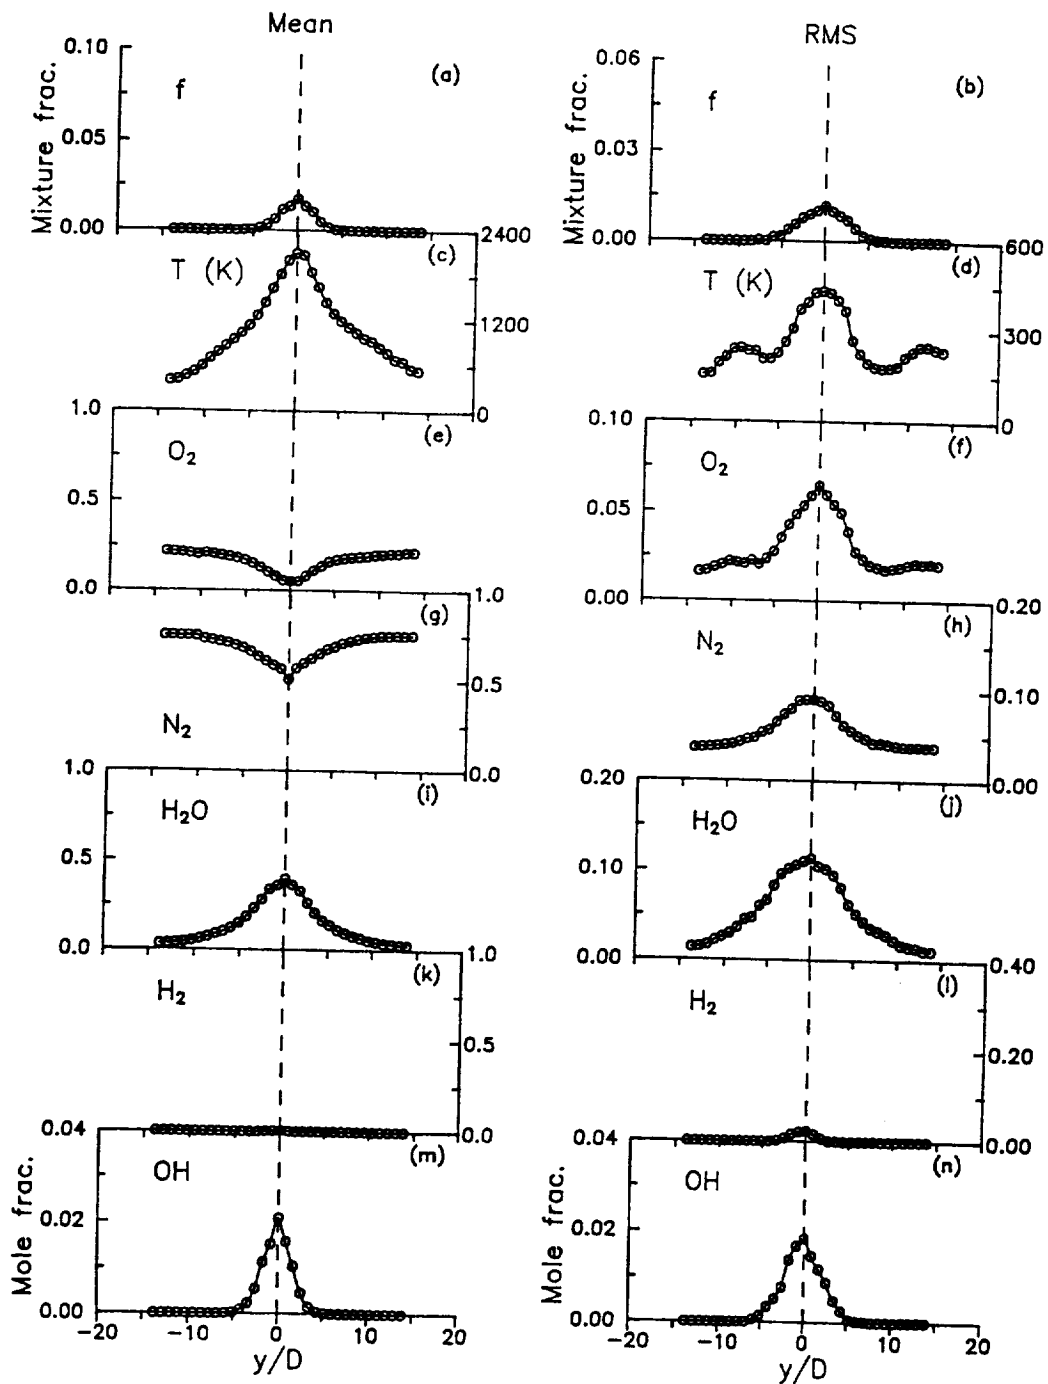 Mean
RMS
Mixture frac.
0.10
0.05
0.00
f
(a)
Mixture frac.
0.06
0.03
0.00
f
(b)
T (K)
(c)
2400
1200
0
T (K)
(d)
600
300
0
1.0
0.5
0.0
O₂
(e)
0.10
0.05
0.00
O₂
(f)
N₂
(g)
1.0
0.5
0.0
N₂
(h)
0.20
0.10
0.00
1.0
0.5
0.0
H₂O
(i)
0.20
0.10
0.00
H₂O
(j)
H₂
(k)
1.0
0.5
0.0
H₂
(l)
0.40
0.20
0.00
Mole frac.
0.04
0.02
0.00
OH
(m)
-20 -10 0 10 20
y/D
Mole frac.
0.04
0.02
0.00
OH
(n)
-20 -10 0 10 20
y/D